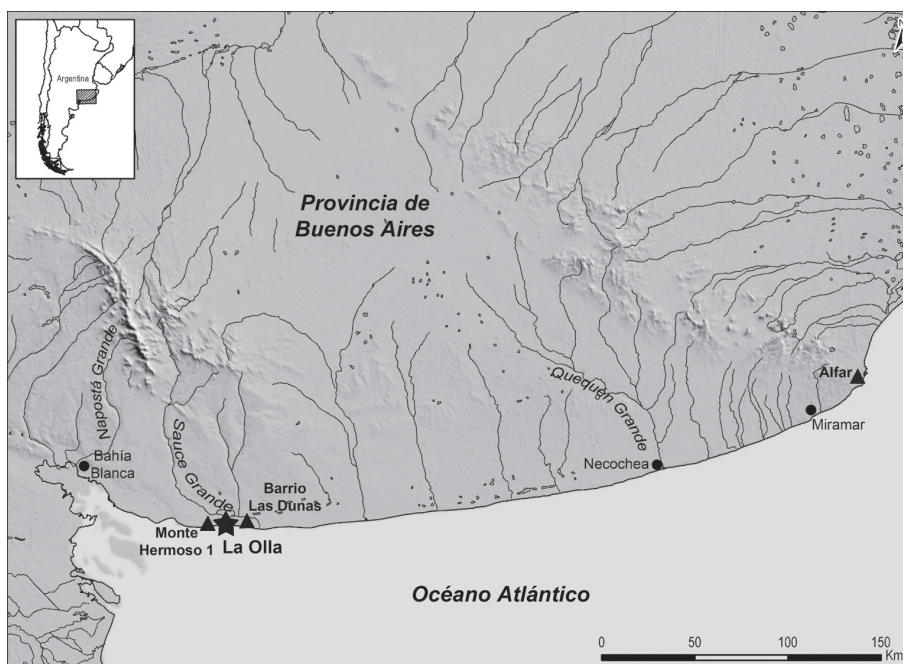 N
Argentina
Provincia de
Buenos Aires
Naposta Grande
Sauce Grande
Quequén Grande
Alfar
Miramar
Necochea
Bahía
Blanca
Barrio
Las Dunas
Monte
Hermoso 1
La Olla
Océano Atlántico
0 50 100 150
Km